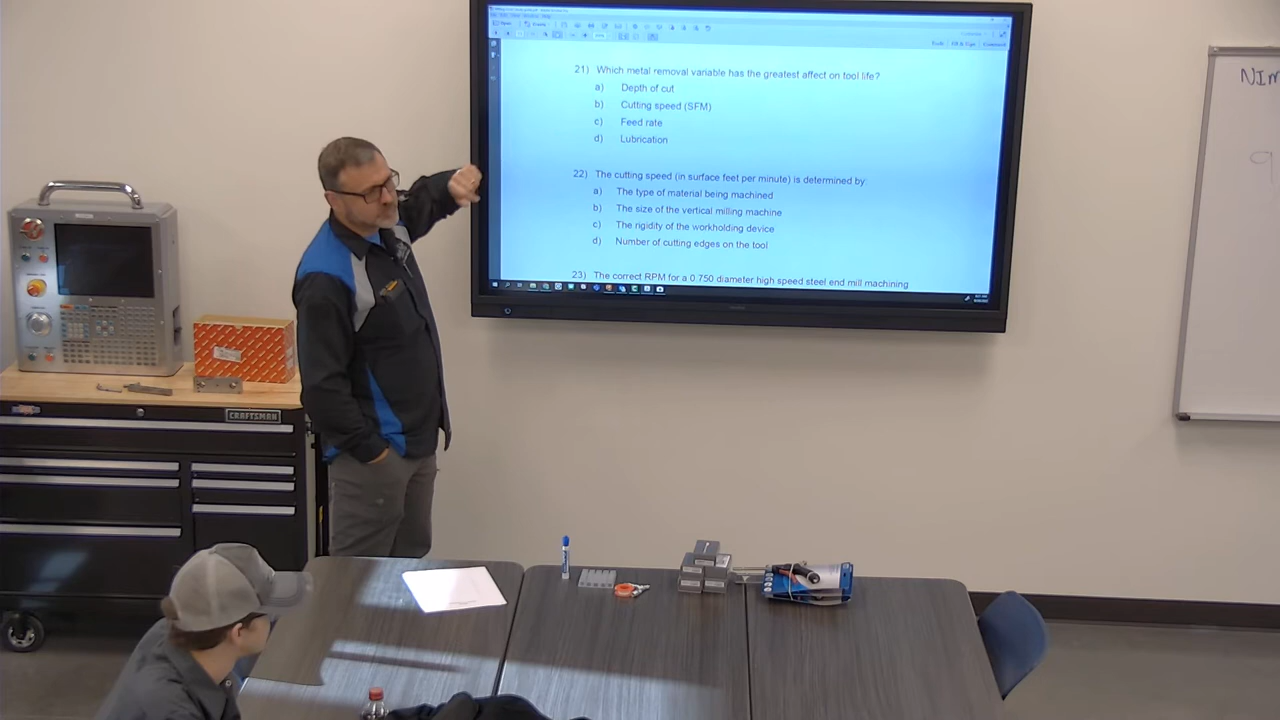 21) Which metal removal variable has the greatest affect on tool life?
a) Depth of cut
b) Cutting speed (SFM)
c) Feed rate
d) Lubrication
22) The cutting speed (in surface feet per minute) is determined by:
a) The type of material being machined
b) The size of the vertical milling machine
c) The rigidity of the workholding device
d) Number of cutting edges on the tool
23) The correct RPM for a 0.750 diameter high speed steel end mill machining
CRAFTSMAN